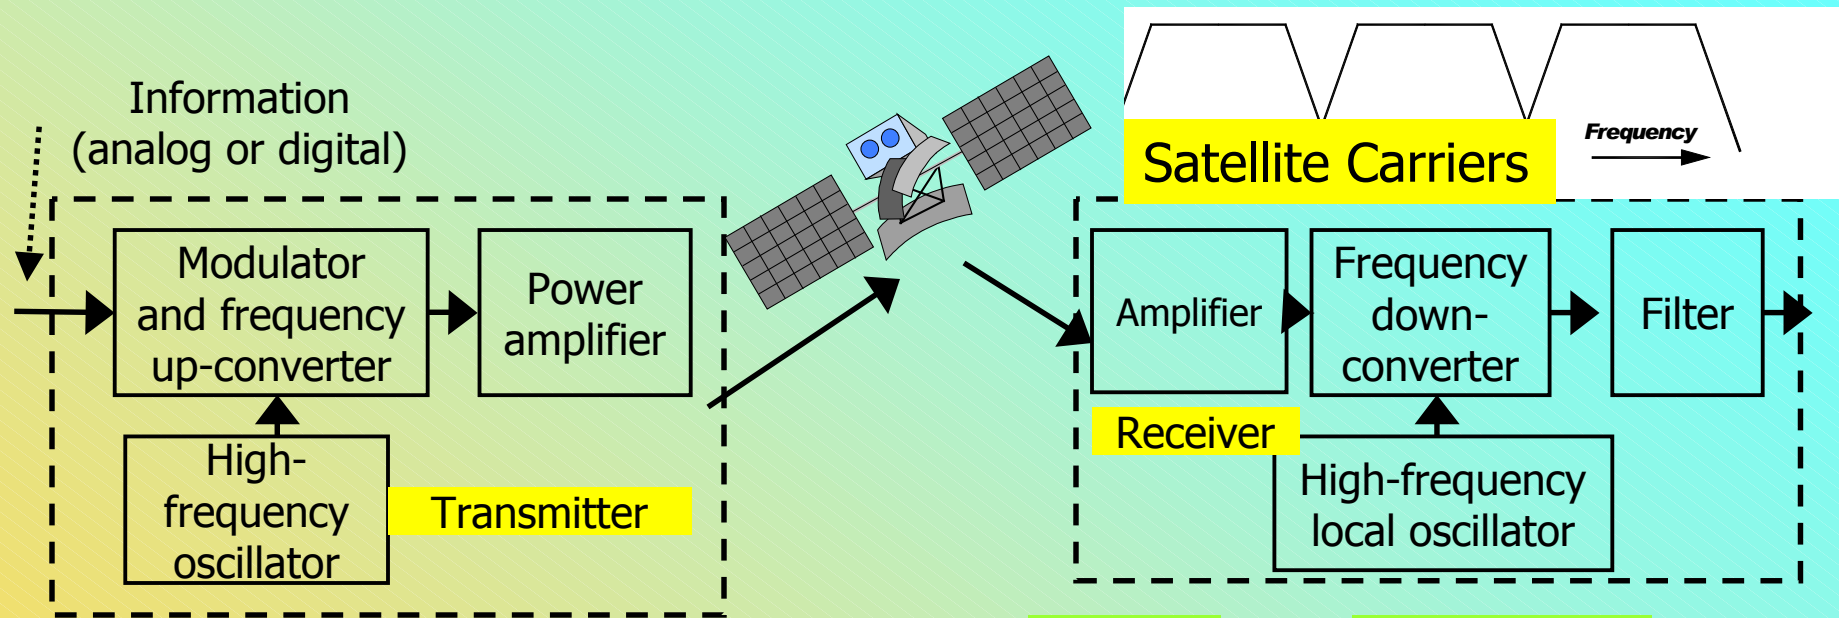 Information
(analog or digital)
Modulator
and frequency
up-converter
Power
amplifier
High-
frequency
oscillator
Transmitter
Frequency
Satellite Carriers
Amplifier
Frequency
down-
converter
Filter
Receiver
High-frequency
local oscillator